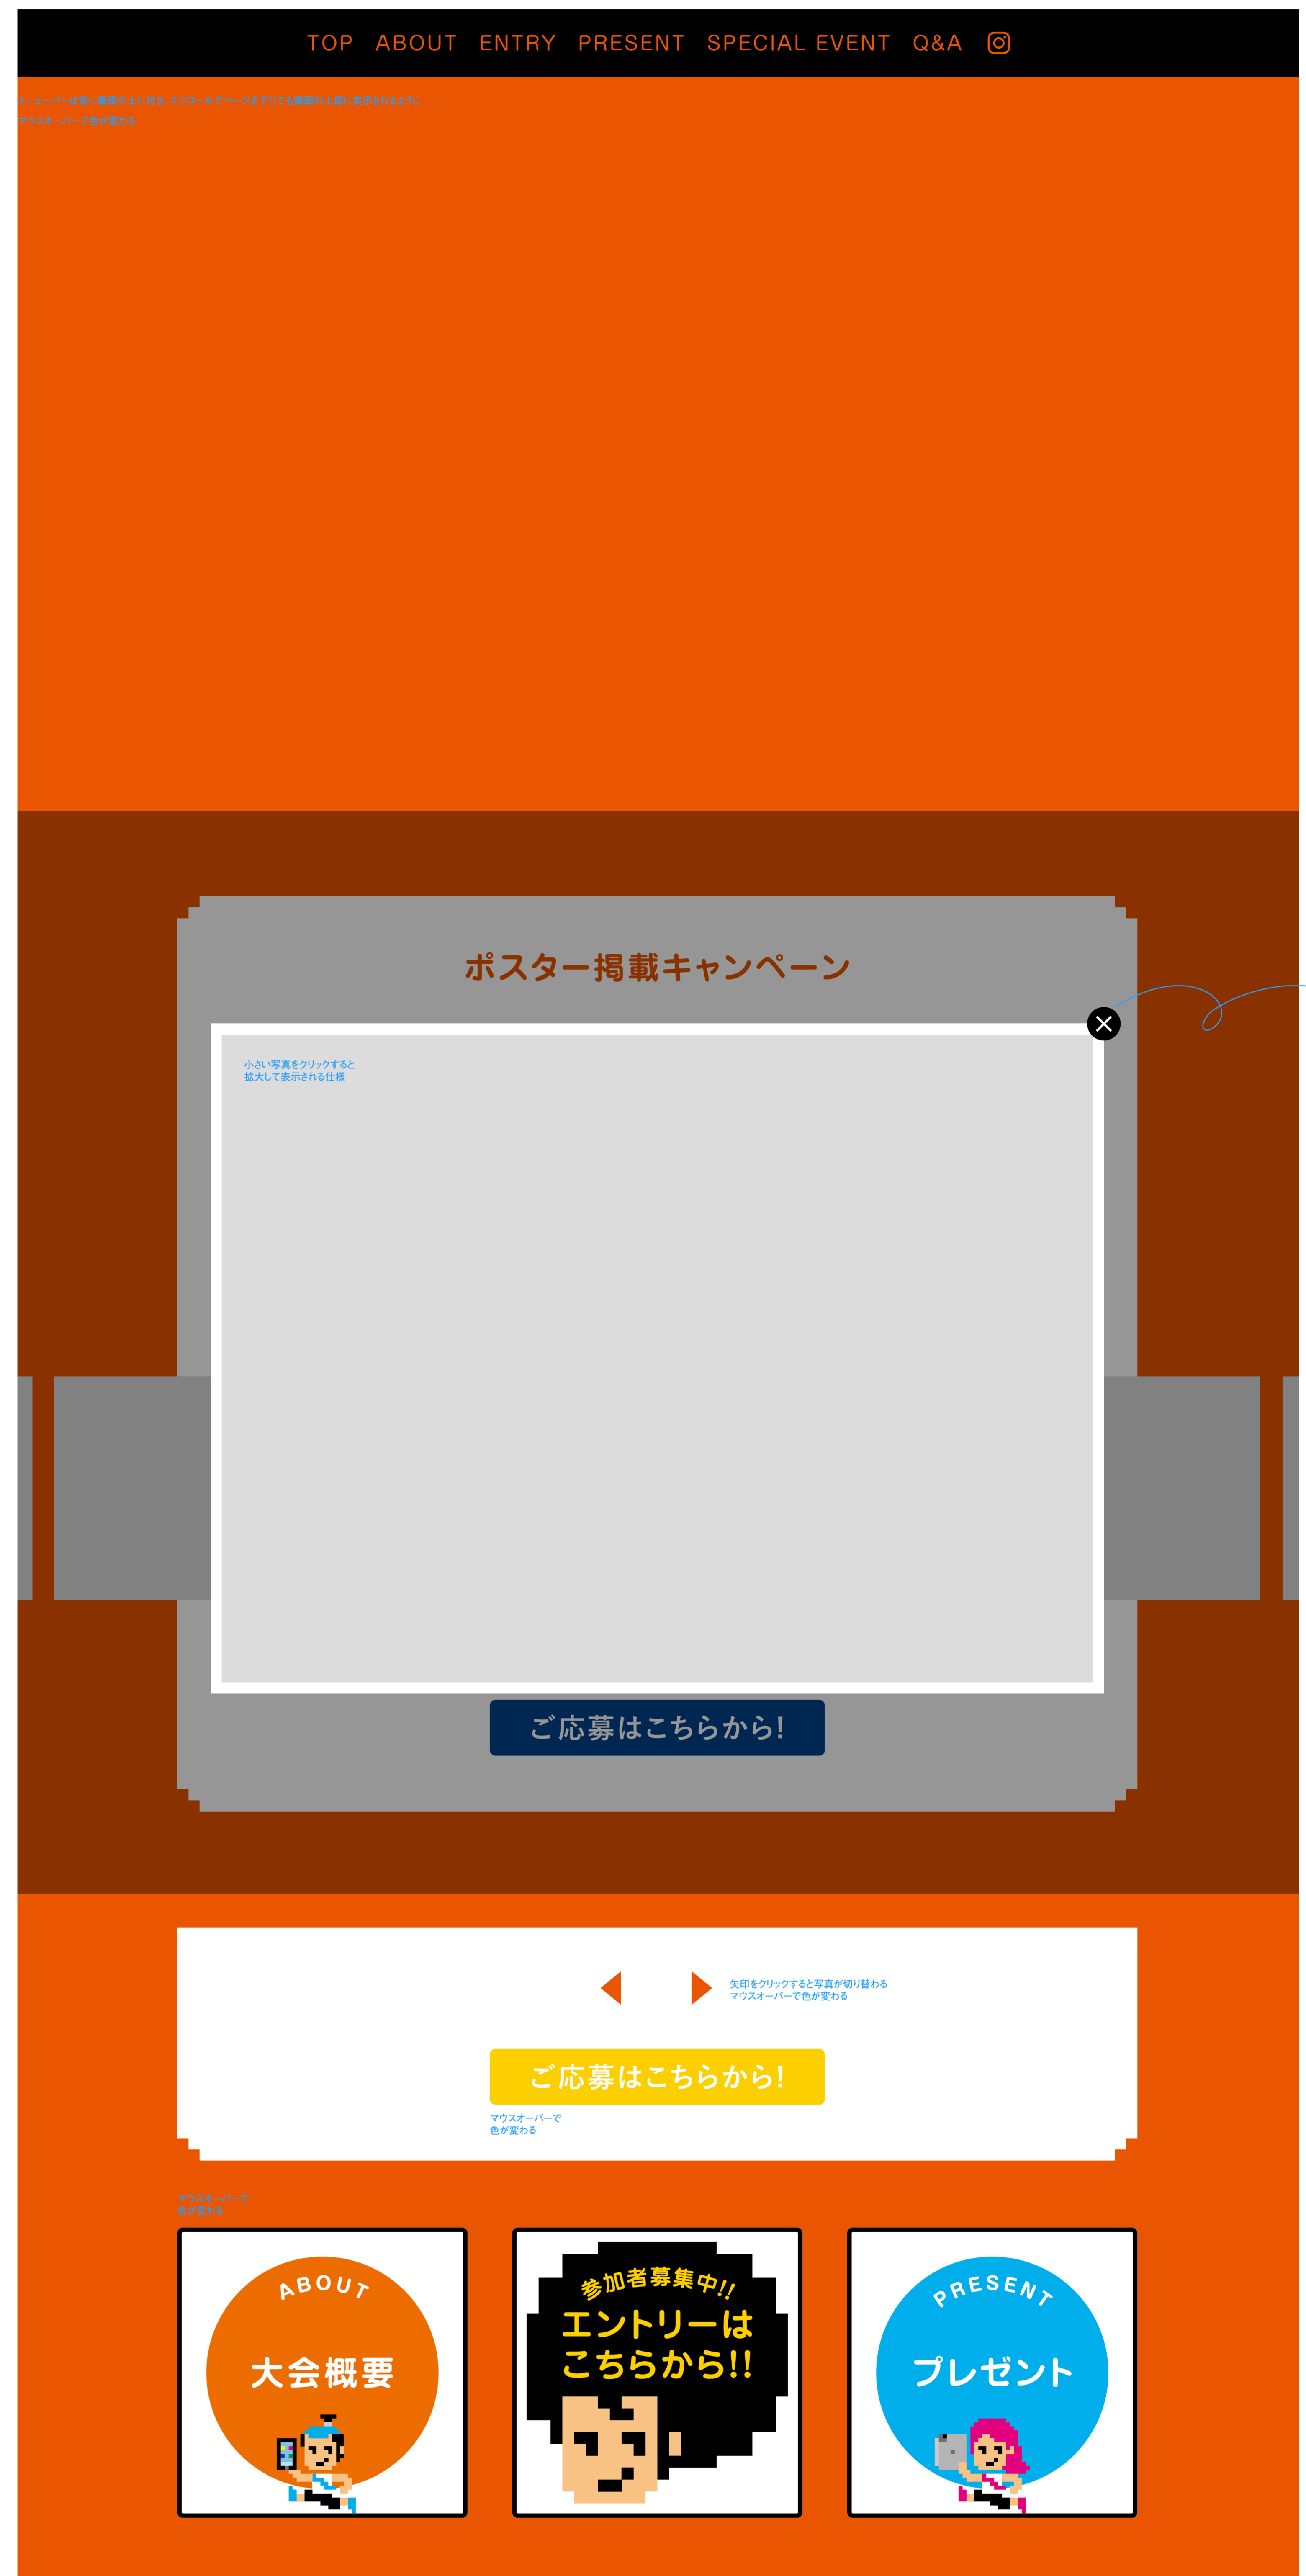 TOP ABOUT ENTRY PRESENT SPECIAL EVENT Q&A
メニューバーは常に画面の上に付き、スクロールでページを下りても画面の上部に表示されるように
マウスオーバーで色が変わる
ポスター掲載キャンペーン
小さい写真をクリックすると
拡大して表示される仕様
ご応募はこちらから!
矢印をクリックすると写真が切り替わる
マウスオーバーで色が変わる
ご応募はこちらから!
マウスオーバーで
色が変わる
マウスオーバーで
色が変わる
ABOUT
大会概要
参加者募集中!!
エントリーは
こちらから!!
PRESENT
プレゼント